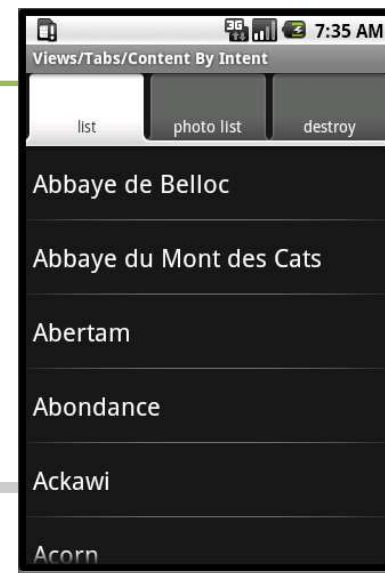 3G 7:35 AM
Views/Tabs/Content By Intent
list photo list destroy
Abbaye de Belloc
Abbaye du Mont des Cats
Abertam
Abondance
Ackawi
Acorn